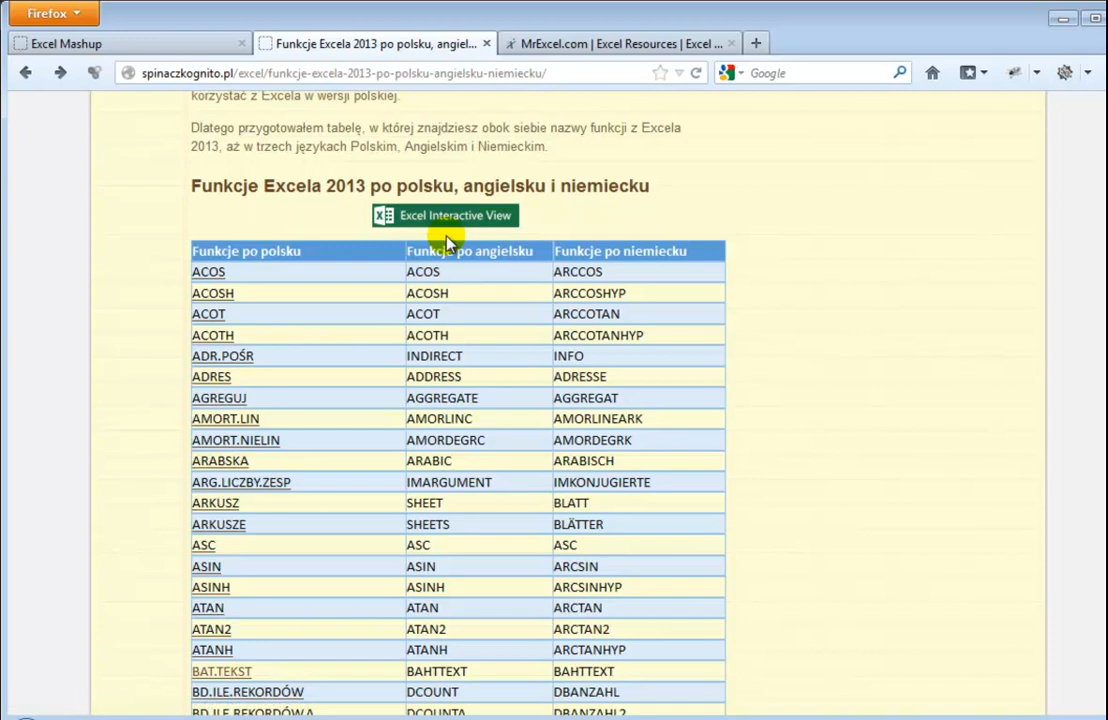 Firefox
Excel Mashup
Funkcje Excela 2013 po polsku, angiel...
MrExcel.com | Excel Resources | Excel ...
spinaczkognito.pl/excel/funkcje-excela-2013-po-polsku-angielsku-niemiecku/
Google
korzystać z Excela w wersji polskiej.
Dlatego przygotowałem tabelę, w której znajdziesz obok siebie nazwy funkcji z Excela
2013, aż w trzech językach Polskim, Angielskim i Niemieckim.
Funkcje Excela 2013 po polsku, angielsku i niemiecku
Excel Interactive View
Funkcje po polsku Funkcje po angielsku Funkcje po niemiecku
ACOS ACOS ARCCOS
ACOSH ACOSH ARCCOSHYP
ACOT ACOT ARCCOTAN
ACOTH ACOTH ARCCOTANHYP
ADR.POŚR INDIRECT INFO
ADRES ADDRESS ADRESSE
AGREGUJ AGGREGATE AGGREGAT
AMORT.LIN AMORLINC AMORLINEARK
AMORT.NIELIN AMORDEGRC AMORDEGRK
ARABSKA ARABIC ARABISCH
ARG.LICZBY.ZESP IMARGUMENT IMKONJUGIERTE
ARKUSZ SHEET BLATT
ARKUSZE SHEETS BLÄTTER
ASC ASC ASC
ASIN ASIN ARCSIN
ASINH ASINH ARCSINHYP
ATAN ATAN ARCTAN
ATAN2 ATAN2 ARCTAN2
ATANH ATANH ARCTANHYP
BAT.TEKST BAHTTEXT BAHTTEXT
BD.ILE.REKORDÓW DCOUNT DBANZAHL
BD.ILE.REKORDÓW.A DCOUNTA DBANZAHL2